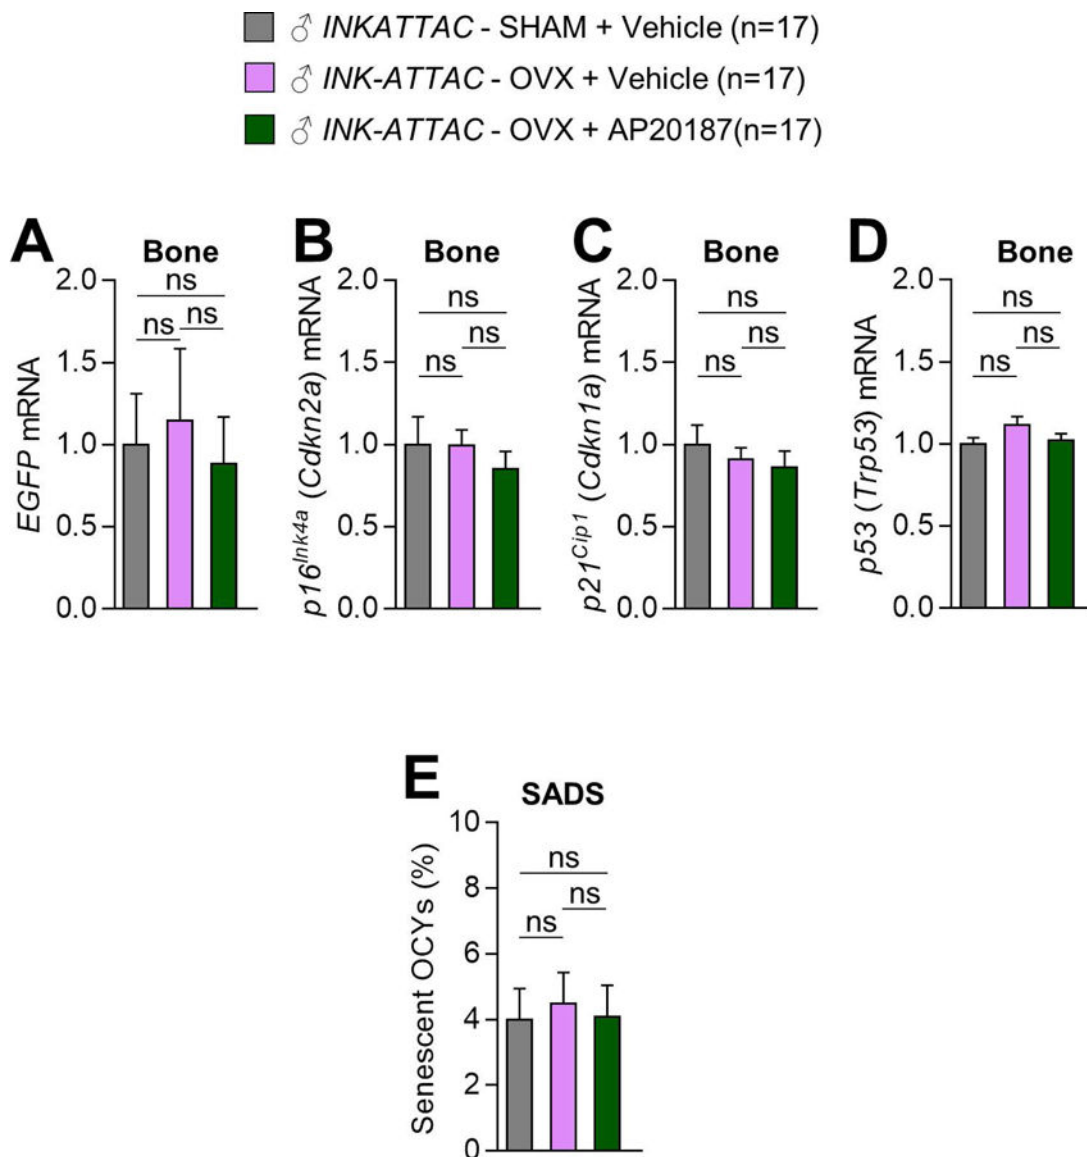 ♂ INKATTAC - SHAM + Vehicle (n=17)
♂ INK-ATTAC - OVX + Vehicle (n=17)
♂ INK-ATTAC - OVX + AP20187(n=17)
A
Bone
EGFP mRNA
2.0
1.5
1.0
0.5
0.0
ns
ns
ns
B
Bone
p16^Ink4a (Cdkn2a) mRNA
2.0
1.5
1.0
0.5
0.0
ns
ns
ns
C
Bone
p21^Cip1 (Cdkn1a) mRNA
2.0
1.5
1.0
0.5
0.0
ns
ns
ns
D
Bone
p53 (Trp53) mRNA
2.0
1.5
1.0
0.5
0.0
ns
ns
ns
E
SADS
Senescent OCYs (%)
10
8
6
4
2
0
ns
ns
ns